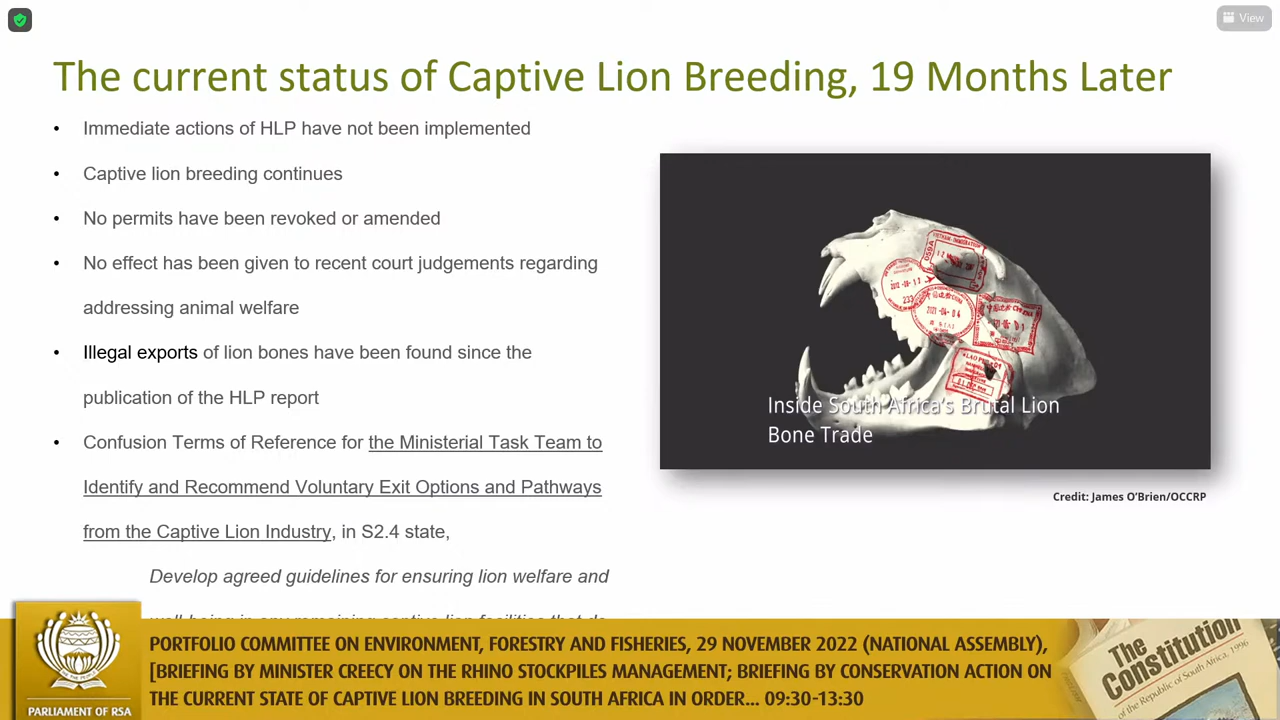 View
The current status of Captive Lion Breeding, 19 Months Later
• Immediate actions of HLP have not been implemented
• Captive lion breeding continues
• No permits have been revoked or amended
• No effect has been given to recent court judgements regarding
addressing animal welfare
• Illegal exports of lion bones have been found since the
publication of the HLP report
• Confusion Terms of Reference for the Ministerial Task Team to
Identify and Recommend Voluntary Exit Options and Pathways
from the Captive Lion Industry, in S2.4 state,
Develop agreed guidelines for ensuring lion welfare and
Inside South Africa's Brutal Lion
Bone Trade
Credit: James O'Brien/OCCRP
PARLIAMENT OF RSA
PORTFOLIO COMMITTEE ON ENVIRONMENT, FORESTRY AND FISHERIES, 29 NOVEMBER 2022 (NATIONAL ASSEMBLY),
[BRIEFING BY MINISTER CREECY ON THE RHINO STOCKPILES MANAGEMENT; BRIEFING BY CONSERVATION ACTION ON
THE CURRENT STATE OF CAPTIVE LION BREEDING IN SOUTH AFRICA IN ORDER... 09:30-13:30
The
Constitution
of the Republic of South Africa, 1996